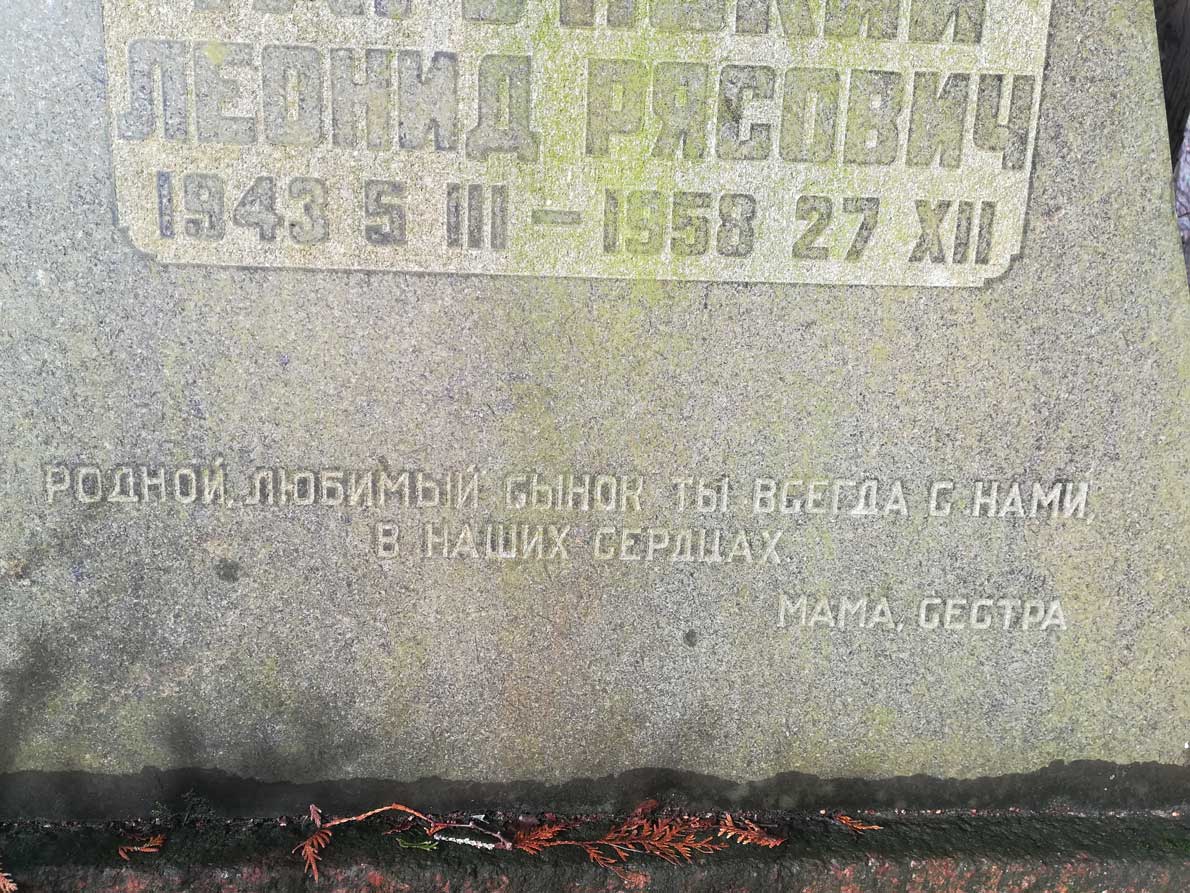 ЛЕОНИД РЯСОВИЧ
1943 5 III – 1958 27 XII
РОДНОЙ, ЛЮБИМЫЙ СЫНОК ТЫ ВСЕГДА С НАМИ,
В НАШИХ СЕРДЦАХ
МАМА, СЕСТРА